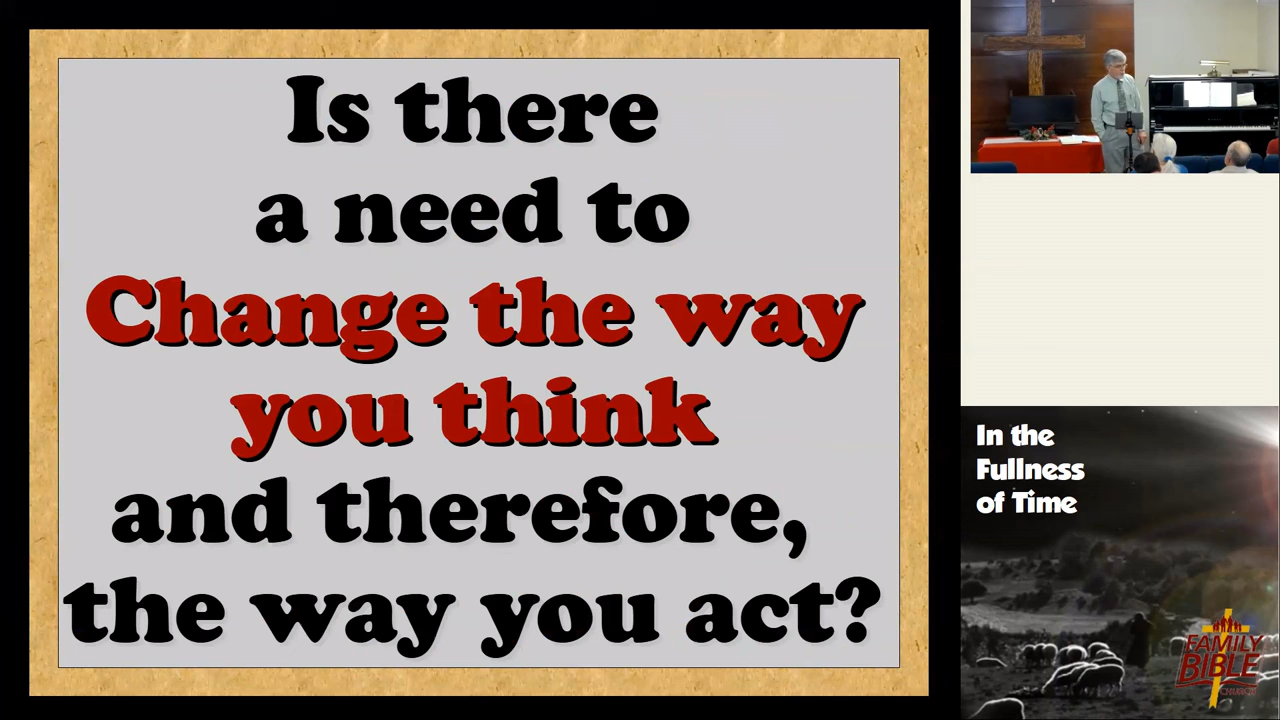 Is there
a need to
Change the way
you think
and therefore,
the way you act?
In the
Fullness
of Time
FAMILY
BIBLE
CHURCH